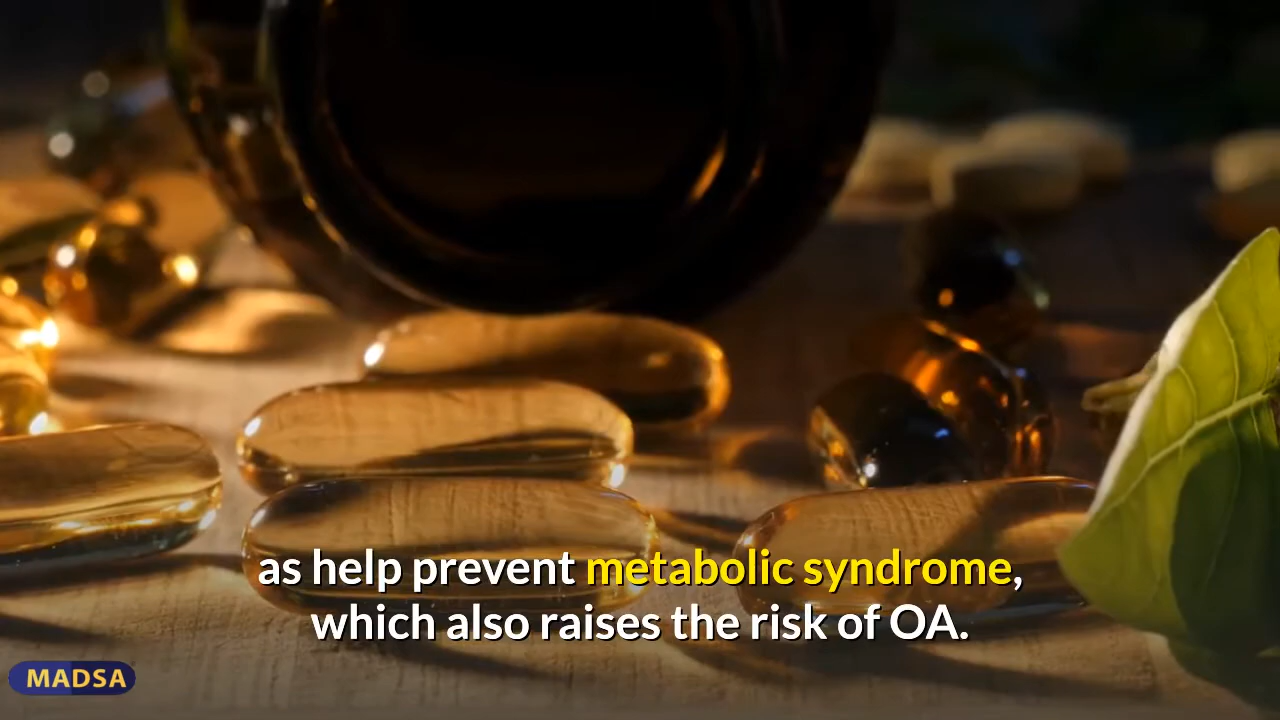 as help prevent metabolic syndrome,
which also raises the risk of OA.
MADSA